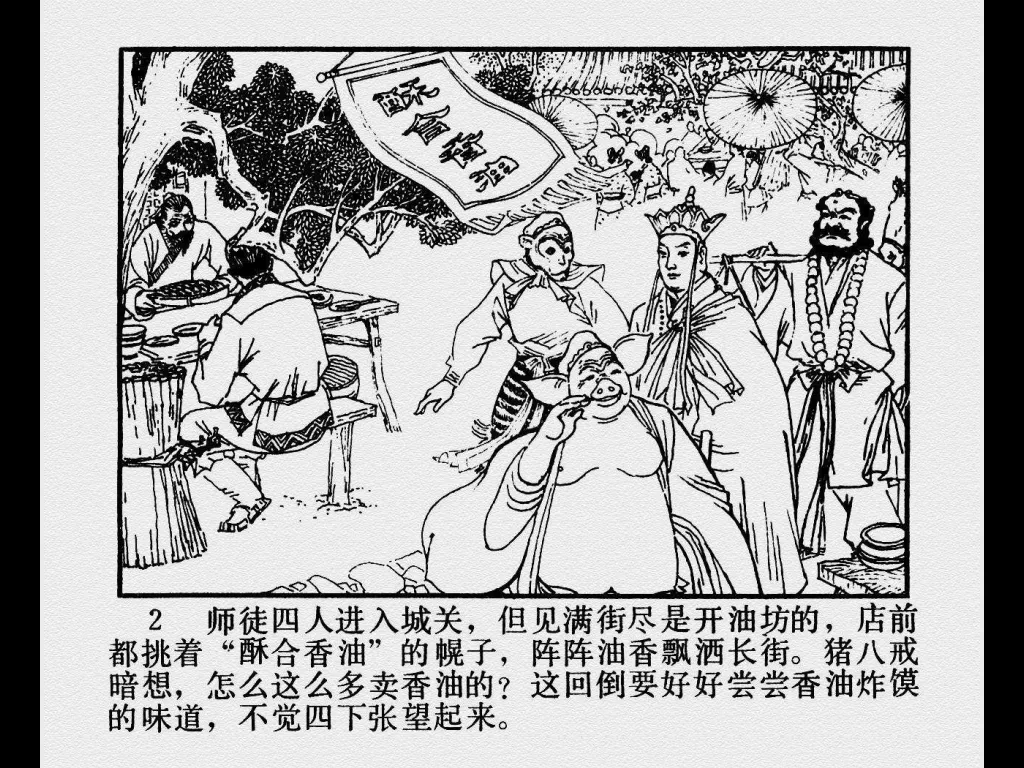 酥合香油
2 师徒四人进入城关，但见满街尽是开油坊的，店前
都挑着“酥合香油”的幌子，阵阵油香飘洒长街。猪八戒
暗想，怎么这么多卖香油的？这回倒要好好尝尝香油炸馍
的味道，不觉四下张望起来。